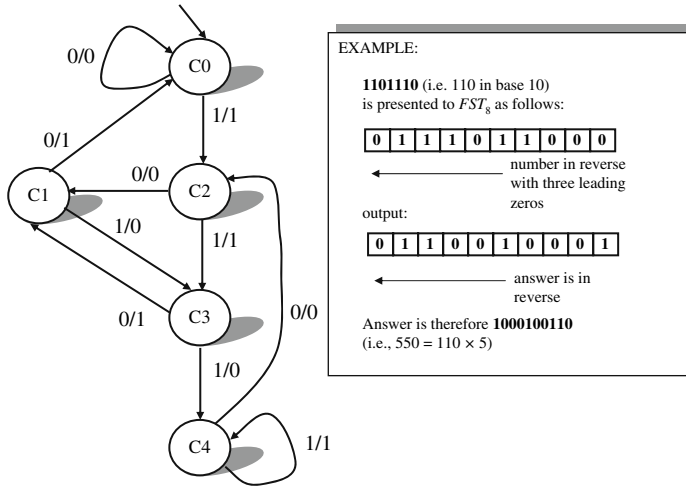 0/0
C0
1/1
0/1
0/0
C2
C1
1/0
1/1
C3
0/1
0/0
1/0
C4
1/1
EXAMPLE:
1101110 (i.e. 110 in base 10)
is presented to FST8 as follows:
0 1 1 1 0 1 1 0 0 0
number in reverse
with three leading
zeros
output:
0 1 1 0 0 1 0 0 0 1
answer is in
reverse
Answer is therefore 1000100110
(i.e., 550 = 110 × 5)